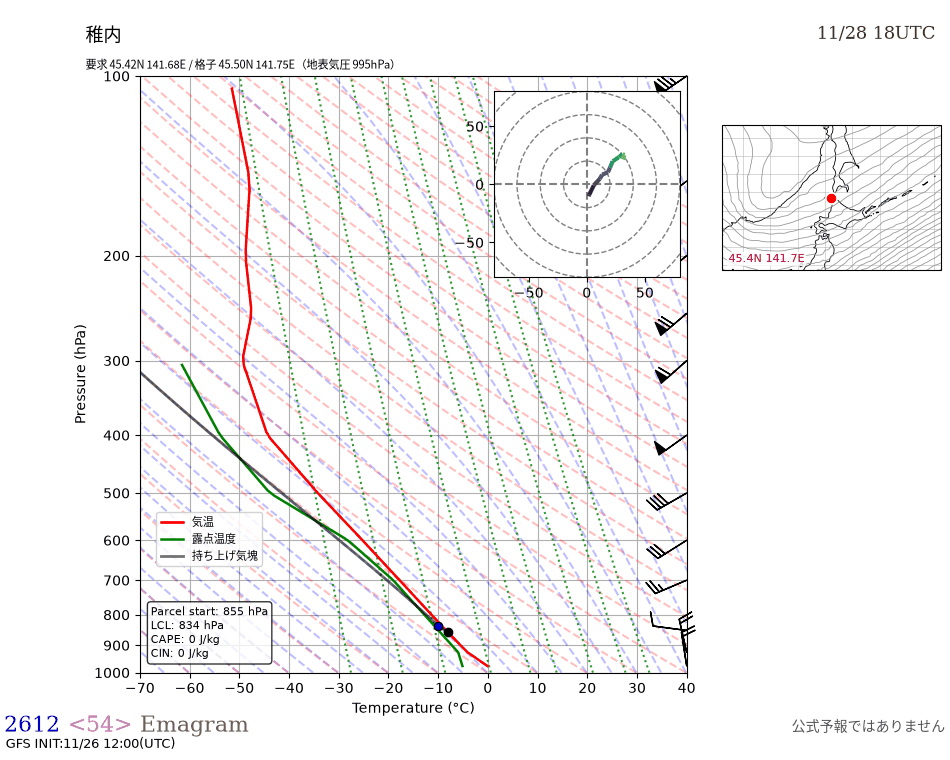 稚内
11/28 18UTC
要求 45.42N 141.68E / 格子 45.50N 141.75E（地表気圧 995hPa）
100
200
300
400
500
600
700
800
900
1000
Pressure (hPa)
−70 −60 −50 −40 −30 −20 −10 0 10 20 30 40
Temperature (°C)
50
0
−50
−50 0 50
気温
露点温度
持ち上げ気塊
Parcel start: 855 hPa
LCL: 834 hPa
CAPE: 0 J/kg
CIN: 0 J/kg
45.4N 141.7E
2612 <54> Emagram
GFS INIT:11/26 12:00(UTC)
公式予報ではありません